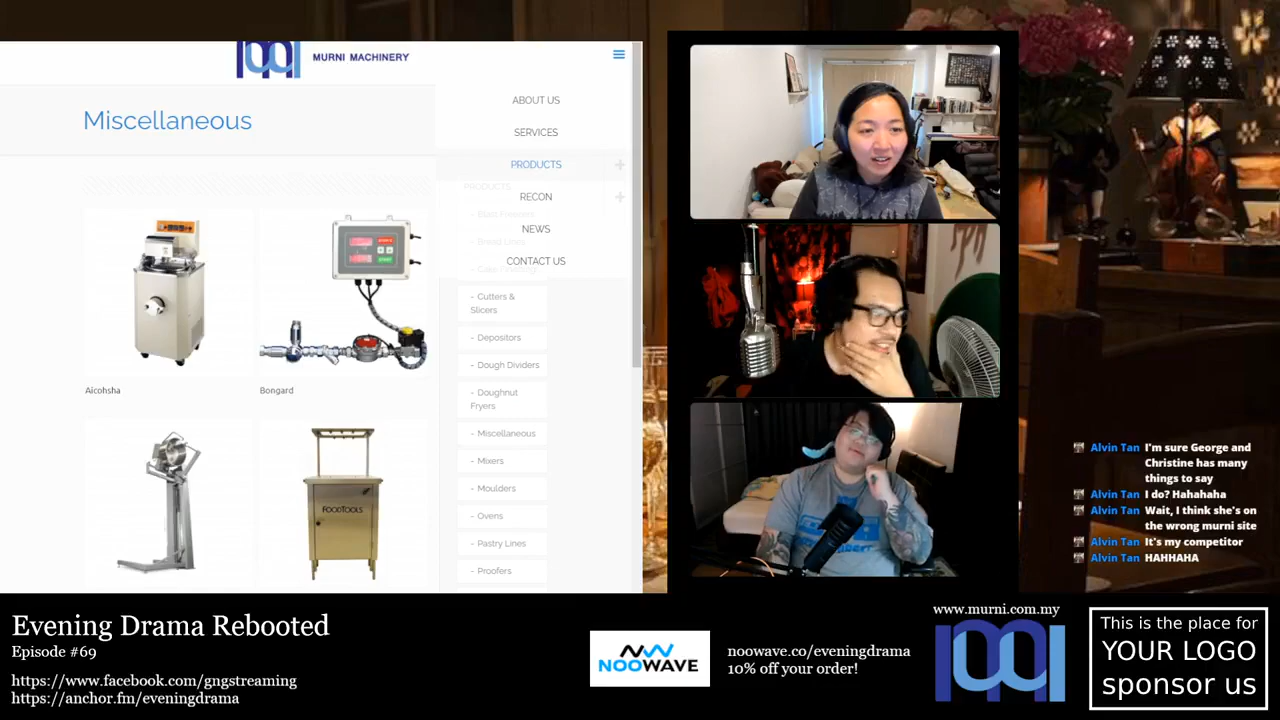 MURNI MACHINERY
Miscellaneous
ABOUT US
SERVICES
PRODUCTS
PRODUCTS
RECON
- Blast Freezers
NEWS
- Bread Lines
CONTACT US
- Cutters &
Slicers
- Depositors
- Dough Dividers
- Doughnut
Fryers
- Miscellaneous
- Mixers
- Moulders
- Ovens
- Pastry Lines
- Proofers
Aicohsha
Bongard
FOODTOOLS
Alvin Tan I'm sure George and
Christine has many
things to say
Alvin Tan I do? Hahahaha
Alvin Tan Wait, I think she's on
the wrong murni site
Alvin Tan It's my competitor
Alvin Tan HAHHAHA
Evening Drama Rebooted
Episode #69
https://www.facebook.com/gngstreaming
https://anchor.fm/eveningdrama
NOOWAVE
noowave.co/eveningdrama
10% off your order!
www.murni.com.my
This is the place for
YOUR LOGO
sponsor us